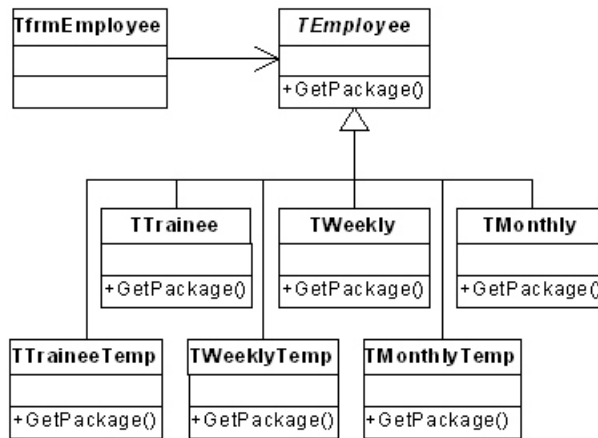 TfrmEmployee
TEmployee
+GetPackage()
TTrainee
TWeekly
TMonthly
+GetPackage()
+GetPackage()
+GetPackage()
TTraineeTemp
TWeeklyTemp
TMonthlyTemp
+GetPackage()
+GetPackage()
+GetPackage()